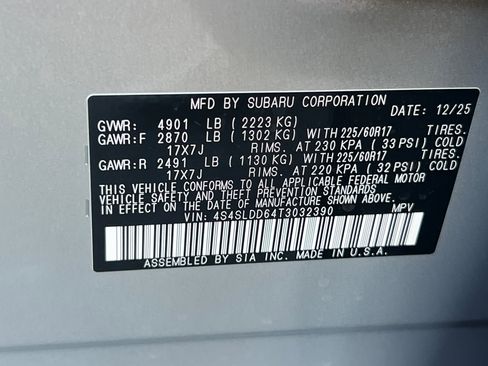 MFD BY SUBARU CORPORATION
DATE: 12/25
GVWR: 4901 LB ( 2223 KG)
GAWR:F 2870 LB ( 1302 KG) WITH 225/60R17
17X7J RIMS. AT 230 KPA ( 33 PSI) COLD
GAWR:R 2491 LB ( 1130 KG) WITH 225/60R17
17X7J RIMS. AT 220 KPA ( 32 PSI) COLD
THIS VEHICLE CONFORMS TO ALL APPLICABLE FEDERAL MOTOR
VEHICLE SAFETY AND THEFT PREVENTION STANDARDS
IN EFFECT ON THE DATE OF MANUFACTURE SHOWN ABOVE.
VIN: 4S4SLDD64T3032390 MPV
ASSEMBLED BY SIA INC. MADE IN U.S.A.